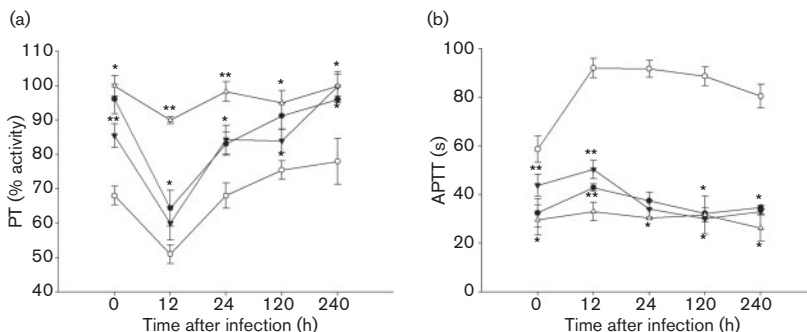 (a)
PT (% activity)
110
100
90
80
70
60
50
40
* ** ** * *
** * * * *
0 12 24 120 240
Time after infection (h)
(b)
APTT (s)
100
80
60
40
20
0
** ** * *
* ** * * *
0 12 24 120 240
Time after infection (h)